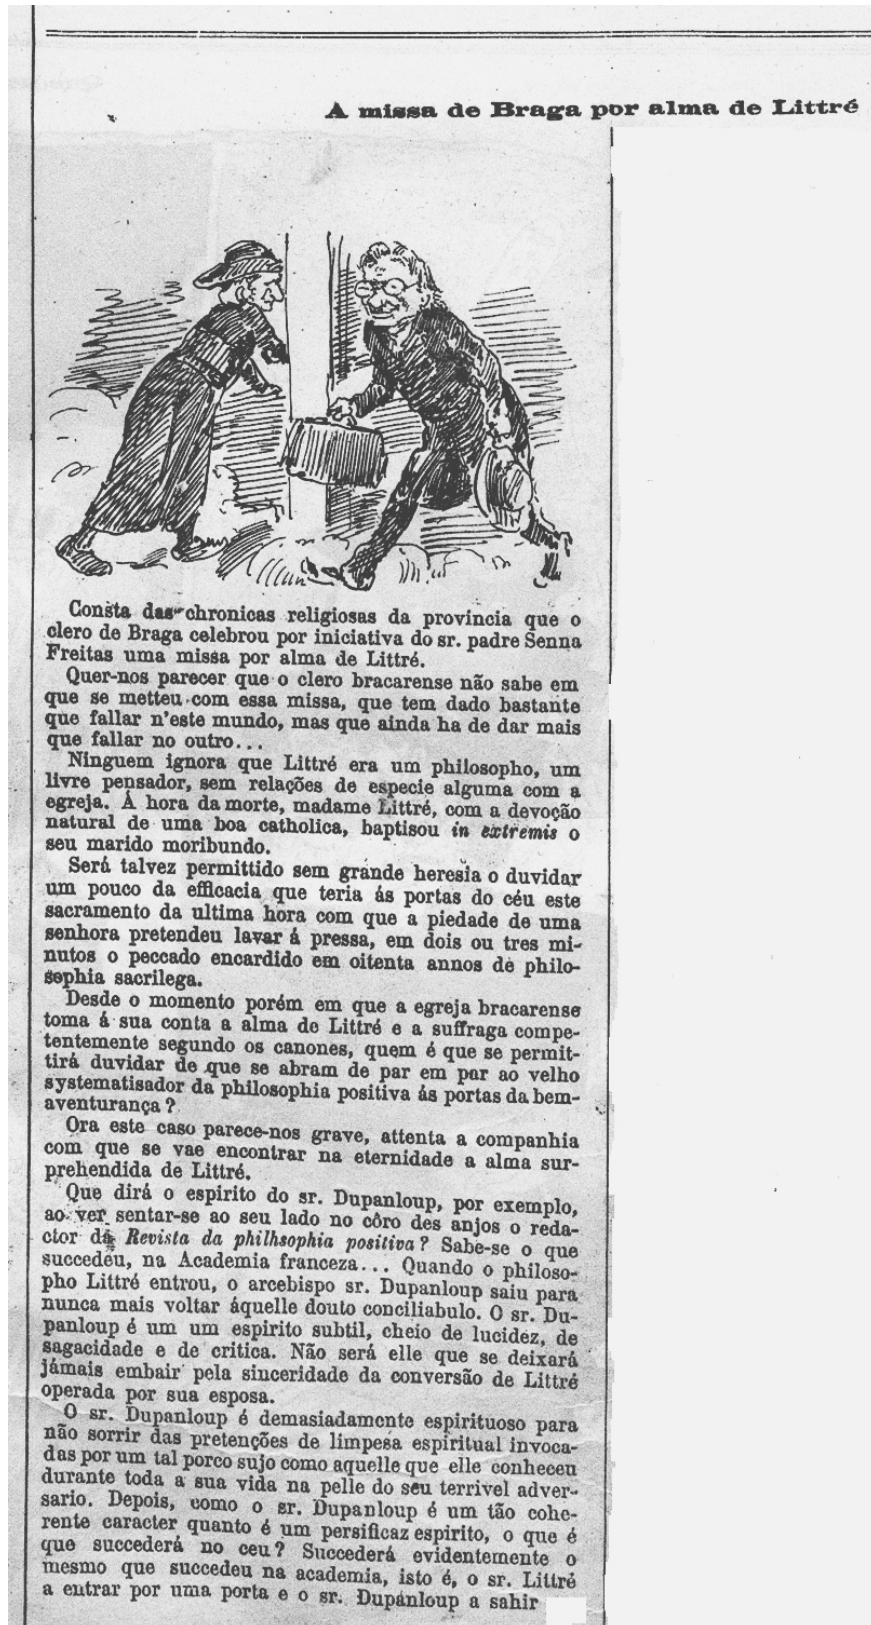 A missa de Braga por alma de Littré
Consta das chronicas religiosas da provincia que o
clero de Braga celebrou por iniciativa do sr. padre Senna
Freitas uma missa por alma de Littré.
Quer-nos parecer que o clero bracarense não sabe em
que se metteu com essa missa, que tem dado bastante
que fallar n'este mundo, mas que ainda ha de dar mais
que fallar no outro...
Ninguem ignora que Littré era um philosopho, um
livre pensador, sem relações de especie alguma com a
egreja. Á hora da morte, madame Littré, com a devoção
natural de uma boa catholica, baptisou in extremis o
seu marido moribundo.
Será talvez permittido sem grande heresia o duvidar
um pouco da efficacia que teria ás portas do céu este
sacramento da ultima hora com que a piedade de uma
senhora pretendeu lavar á pressa, em dois ou tres mi-
nutos o peccado encardido em oitenta annos de philo-
sophia sacrilega.
Desde o momento porém em que a egreja bracarense
toma á sua conta a alma de Littré e a suffraga compe-
tentemente segundo os canones, quem é que se permit-
tirá duvidar de que se abram de par em par ao velho
systematisador da philosophia positiva ás portas da bem-
aventurança?
Ora este caso parece-nos grave, attenta a companhia
com que se vae encontrar na eternidade a alma sur-
prehendida de Littré.
Que dirá o espirito do sr. Dupanloup, por exemplo,
ao ver sentar-se ao seu lado no côro des anjos o reda-
ctor da Revista da philhsophia positiva? Sabe-se o que
succedeu, na Academia franceza... Quando o philoso-
pho Littré entrou, o arcebispo sr. Dupanloup saiu para
nunca mais voltar áquelle douto conciliabulo. O sr. Du-
panloup é um um espirito subtil, cheio de lucidez, de
sagacidade e de critica. Não será elle que se deixará
jámais embair pela sinceridade da conversão de Littré
operada por sua esposa.
O sr. Dupanloup é demasiadamente espirituoso para
não sorrir das pretenções de limpesa espiritual invoca-
das por um tal porco sujo como aquelle que elle conheceu
durante toda a sua vida na pelle do seu terrivel adver-
sario. Depois, como o sr. Dupanloup é um tão cohe-
rente caracter quanto é um persificaz espirito, o que é
que succederá no ceu? Succederá evidentemente o
mesmo que succedeu na academia, isto é, o sr. Littré
a entrar por uma porta e o sr. Dupanloup a sahir